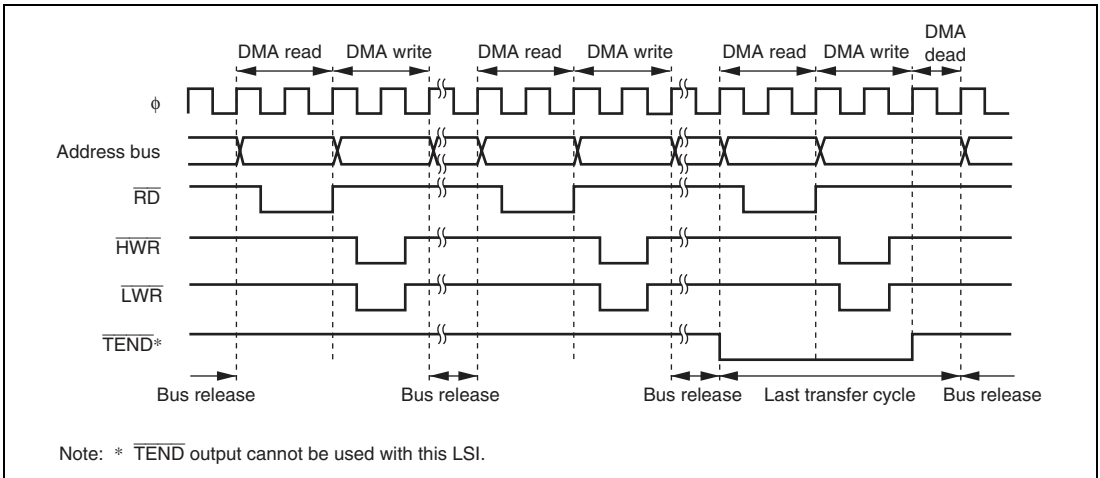 DMA
dead
DMA read DMA write DMA read DMA write DMA read DMA write
ϕ
Address bus
RD
HWR
LWR
TEND*
Bus release Bus release Bus release Last transfer cycle Bus release
Note: * TEND output cannot be used with this LSI.